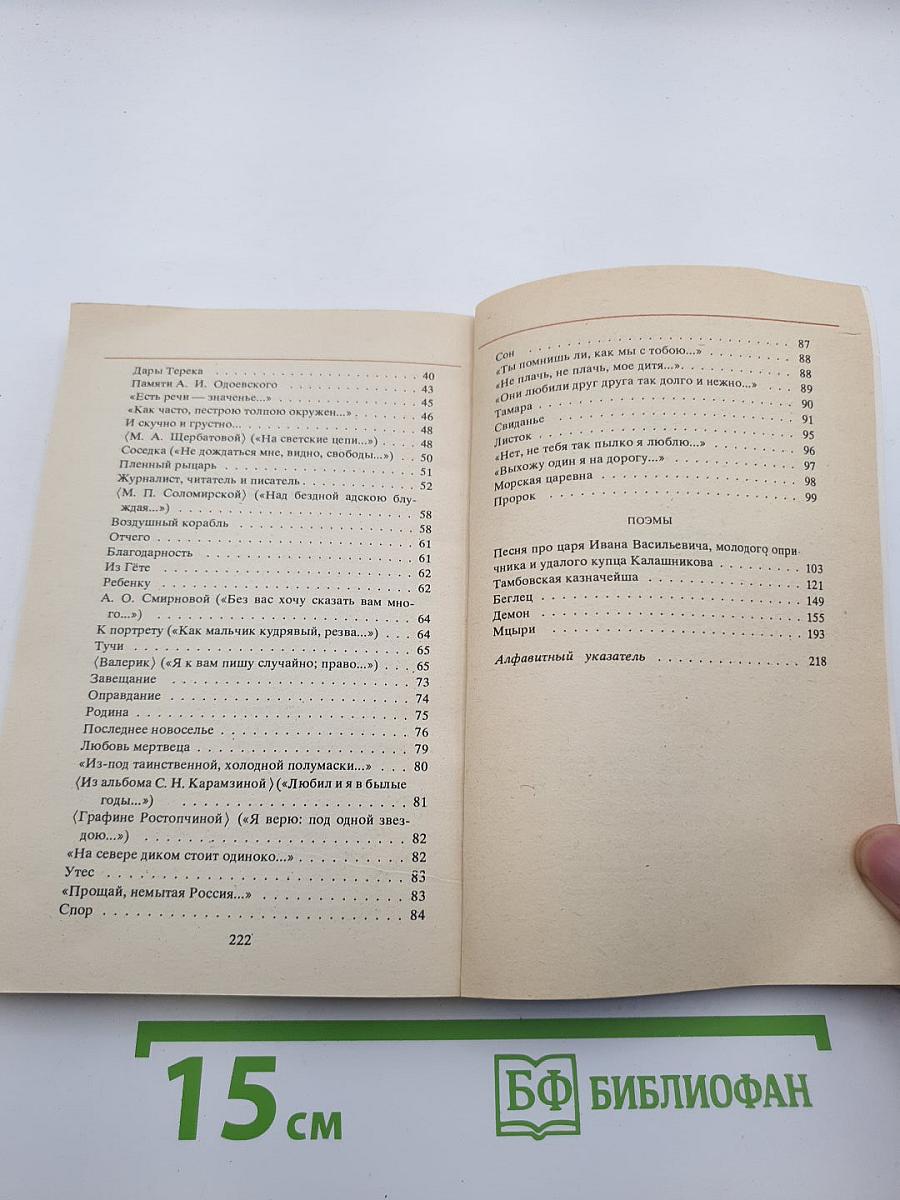 Дары Терека . . . . . . . . . . . . . . . . . 40
Памяти А. И. Одоевского . . . . . . . . . . . . 43
«Есть речи — значенье...» . . . . . . . . . . . . 45
«Как часто, пестрою толпою окружен...» . . . . . . 46
И скучно и грустно... . . . . . . . . . . . . . . 48
⟨М. А. Щербатовой⟩ («На светские цепи...») . . . . 48
Соседка («Не дождаться мне, видно, свободы...») . . 50
Пленный рыцарь . . . . . . . . . . . . . . . . 51
Журналист, читатель и писатель . . . . . . . . . . 52
⟨М. П. Соломирской⟩ («Над бездной адскою блу-
ждая...») . . . . . . . . . . . . . . . . . . 58
Воздушный корабль . . . . . . . . . . . . . . 58
Отчего . . . . . . . . . . . . . . . . . . . . 61
Благодарность . . . . . . . . . . . . . . . . 61
Из Гёте . . . . . . . . . . . . . . . . . . . 62
Ребенку . . . . . . . . . . . . . . . . . . . 62
А. О. Смирновой («Без вас хочу сказать вам мно-
го...») . . . . . . . . . . . . . . . . . . . 64
К портрету («Как мальчик кудрявый, резва...») . . . 64
Тучи . . . . . . . . . . . . . . . . . . . . 65
⟨Валерик⟩ («Я к вам пишу случайно; право...») . . . 65
Завещание . . . . . . . . . . . . . . . . . . 73
Оправдание . . . . . . . . . . . . . . . . . 74
Родина . . . . . . . . . . . . . . . . . . . 75
Последнее новоселье . . . . . . . . . . . . . . 76
Любовь мертвеца . . . . . . . . . . . . . . . 79
«Из-под таинственной, холодной полумаски...» . . . 80
⟨Из альбома С. Н. Карамзиной⟩ («Любил и я в былые
годы...») . . . . . . . . . . . . . . . . . . 81
⟨Графине Ростопчиной⟩ («Я верю: под одной звез-
дою...») . . . . . . . . . . . . . . . . . . 82
«На севере диком стоит одиноко...» . . . . . . . . 82
Утес . . . . . . . . . . . . . . . . . . . . 83
«Прощай, немытая Россия...» . . . . . . . . . . . 83
Спор . . . . . . . . . . . . . . . . . . . . 84
222
Сон . . . . . . . . . . . . . . . . . . . . 87
«Ты помнишь ли, как мы с тобою...» . . . . . . . . 88
«Не плачь, не плачь, мое дитя...» . . . . . . . . . 88
«Они любили друг друга так долго и нежно...» . . . 89
Тамара . . . . . . . . . . . . . . . . . . . 90
Свиданье . . . . . . . . . . . . . . . . . . 91
Листок . . . . . . . . . . . . . . . . . . . 95
«Нет, не тебя так пылко я люблю...» . . . . . . . . 96
«Выхожу один я на дорогу...» . . . . . . . . . . . 97
Морская царевна . . . . . . . . . . . . . . . 98
Пророк . . . . . . . . . . . . . . . . . . . 99
ПОЭМЫ
Песня про царя Ивана Васильевича, молодого опри-
чника и удалого купца Калашникова . . . . . . . . 103
Тамбовская казначейша . . . . . . . . . . . . . 121
Беглец . . . . . . . . . . . . . . . . . . . 149
Демон . . . . . . . . . . . . . . . . . . . 155
Мцыри . . . . . . . . . . . . . . . . . . . 193
Алфавитный указатель . . . . . . . . . . . . . 218
15 см
БФ БИБЛИОФАН